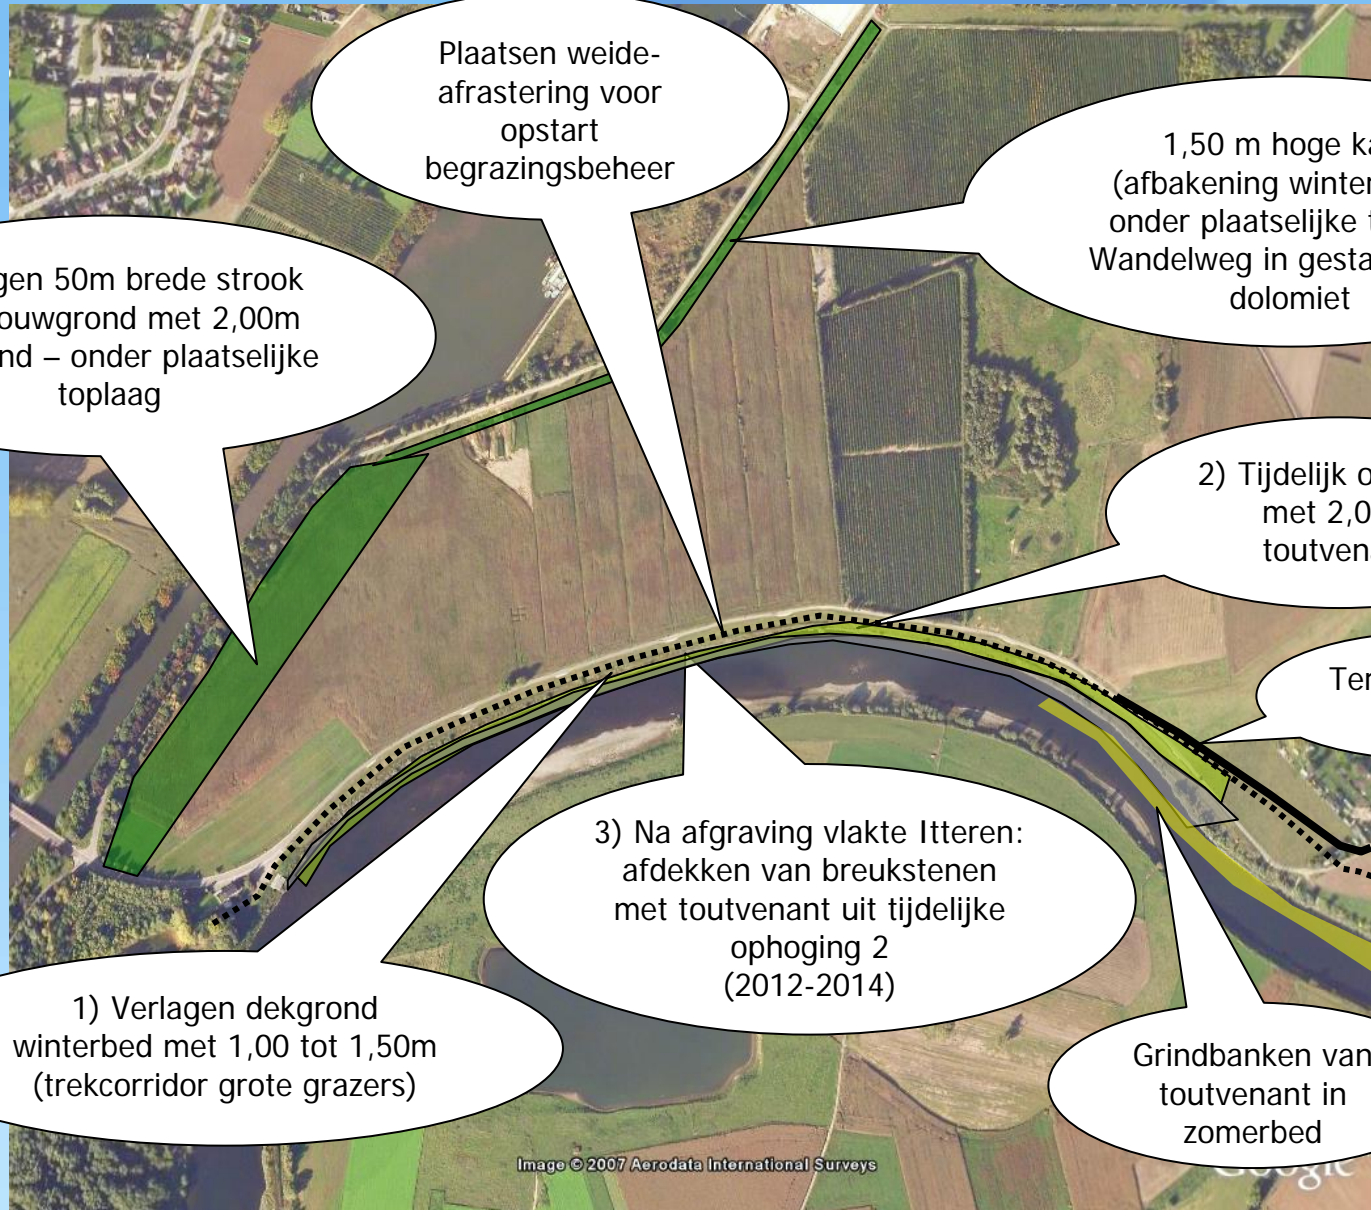 Plaatsen weide-
afrastering voor
opstart
begrazingsbeheer
1,50 m hoge
(afbakening
onder plaatselijke
Wandelweg in
dolomiet
50m brede strook
met 2,00m
– onder plaatselijke
toplaag
2) Tijdelijk
met
3) Na afgraving vlakte Itteren:
afdekken van breukstenen
met toutvenant uit tijdelijke
ophoging 2
(2012-2014)
1) Verlagen dekgrond
winterbed met 1,00 tot 1,50m
(trekcorridor grote grazers)
Grindbanken van
toutvenant in
zomerbed
Image © 2007 Aerodata International Surveys
Google